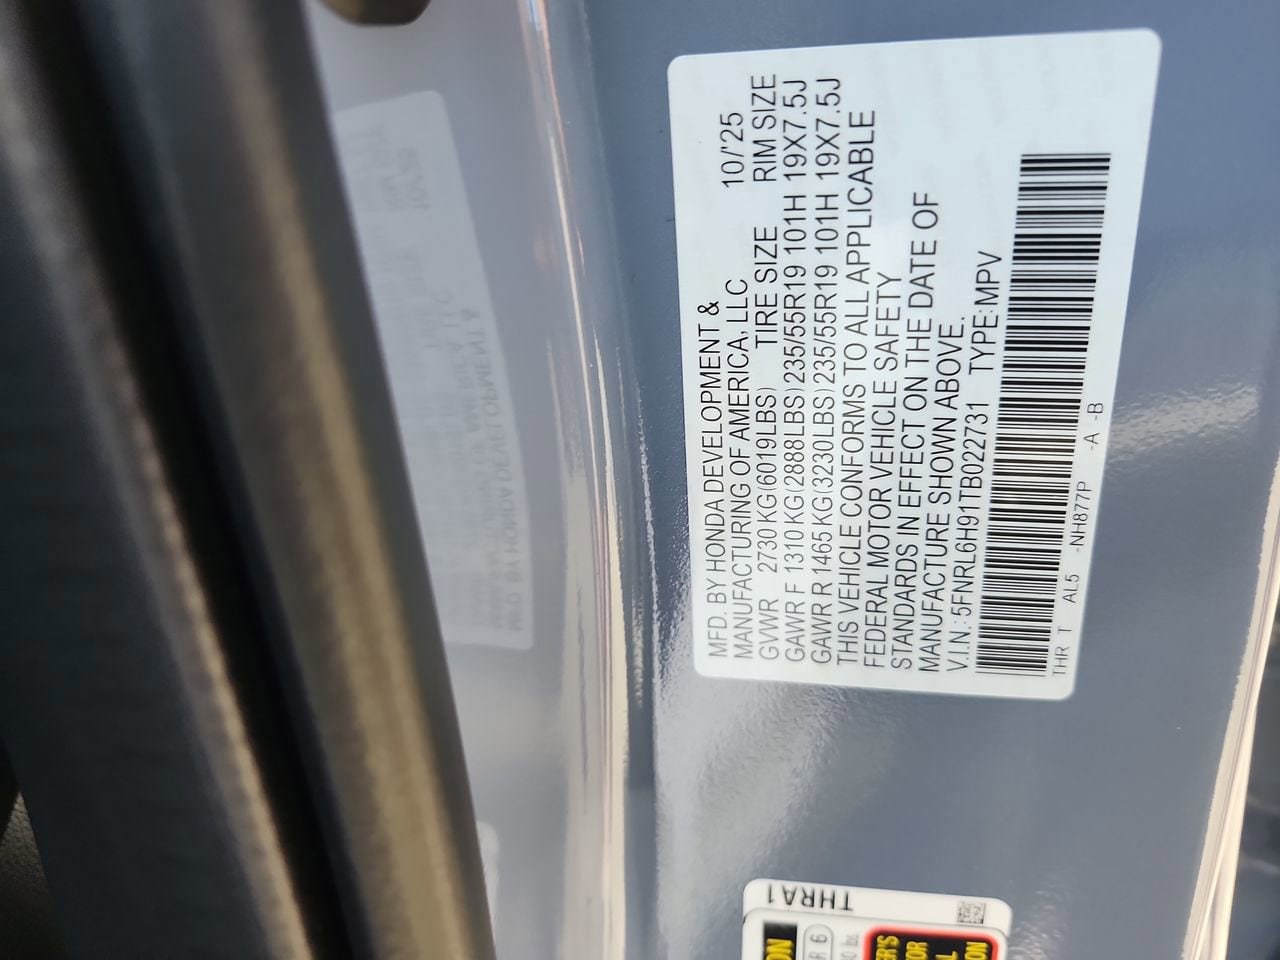 MFD. BY HONDA DEVELOPMENT &
MANUFACTURING OF AMERICA, LLC 10/'25
GVWR 2730 KG(6019LBS) TIRE SIZE RIM SIZE
GAWR F 1310 KG(2888LBS) 235/55R19 101H 19X7.5J
GAWR R 1465 KG(3230LBS) 235/55R19 101H 19X7.5J
THIS VEHICLE CONFORMS TO ALL APPLICABLE
FEDERAL MOTOR VEHICLE SAFETY
STANDARDS IN EFFECT ON THE DATE OF
MANUFACTURE SHOWN ABOVE.
V.I.N.:5FNRL6H91TB022731 TYPE:MPV
THR T AL5 -NH877P -A -B
THRA1